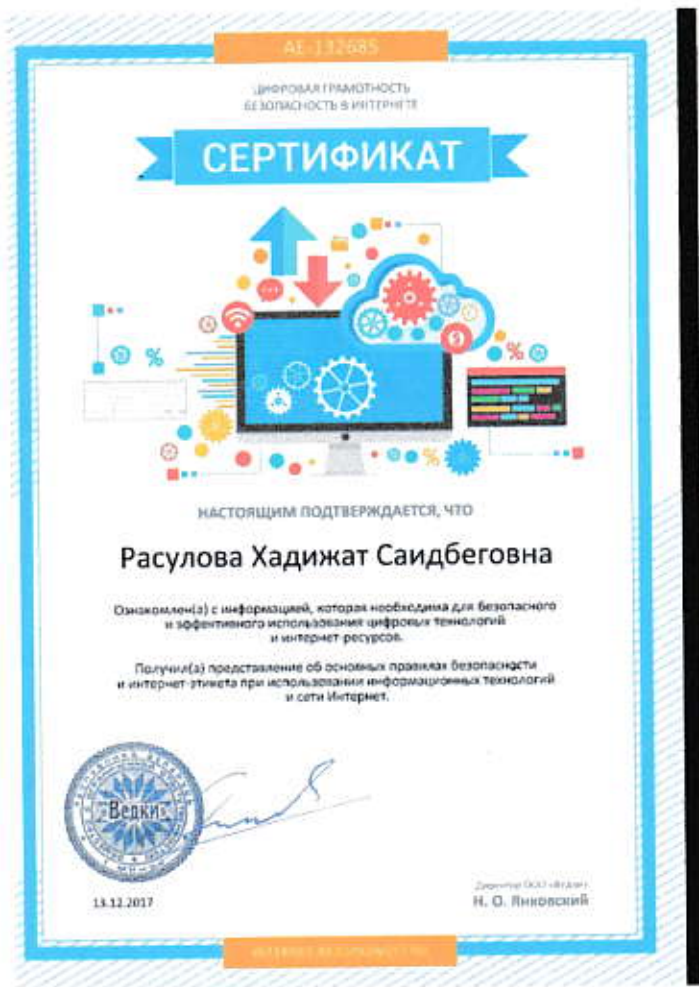 АЕ-132685
ЦИФРОВАЯ ГРАМОТНОСТЬ
БЕЗОПАСНОСТЬ В ИНТЕРНЕТЕ
СЕРТИФИКАТ
НАСТОЯЩИМ ПОДТВЕРЖДАЕТСЯ, ЧТО
Расулова Хадижат Саидбеговна
Ознакомлен(а) с информацией, которая необходима для безопасного
и эффективного использования цифровых технологий
и интернет-ресурсов.
Получил(а) представление об основных правилах безопасности
и интернет-этикета при использовании информационных технологий
и сети Интернет.
Ведки
13.12.2017
Директор ООО «Ведки»
Н. О. Янковский